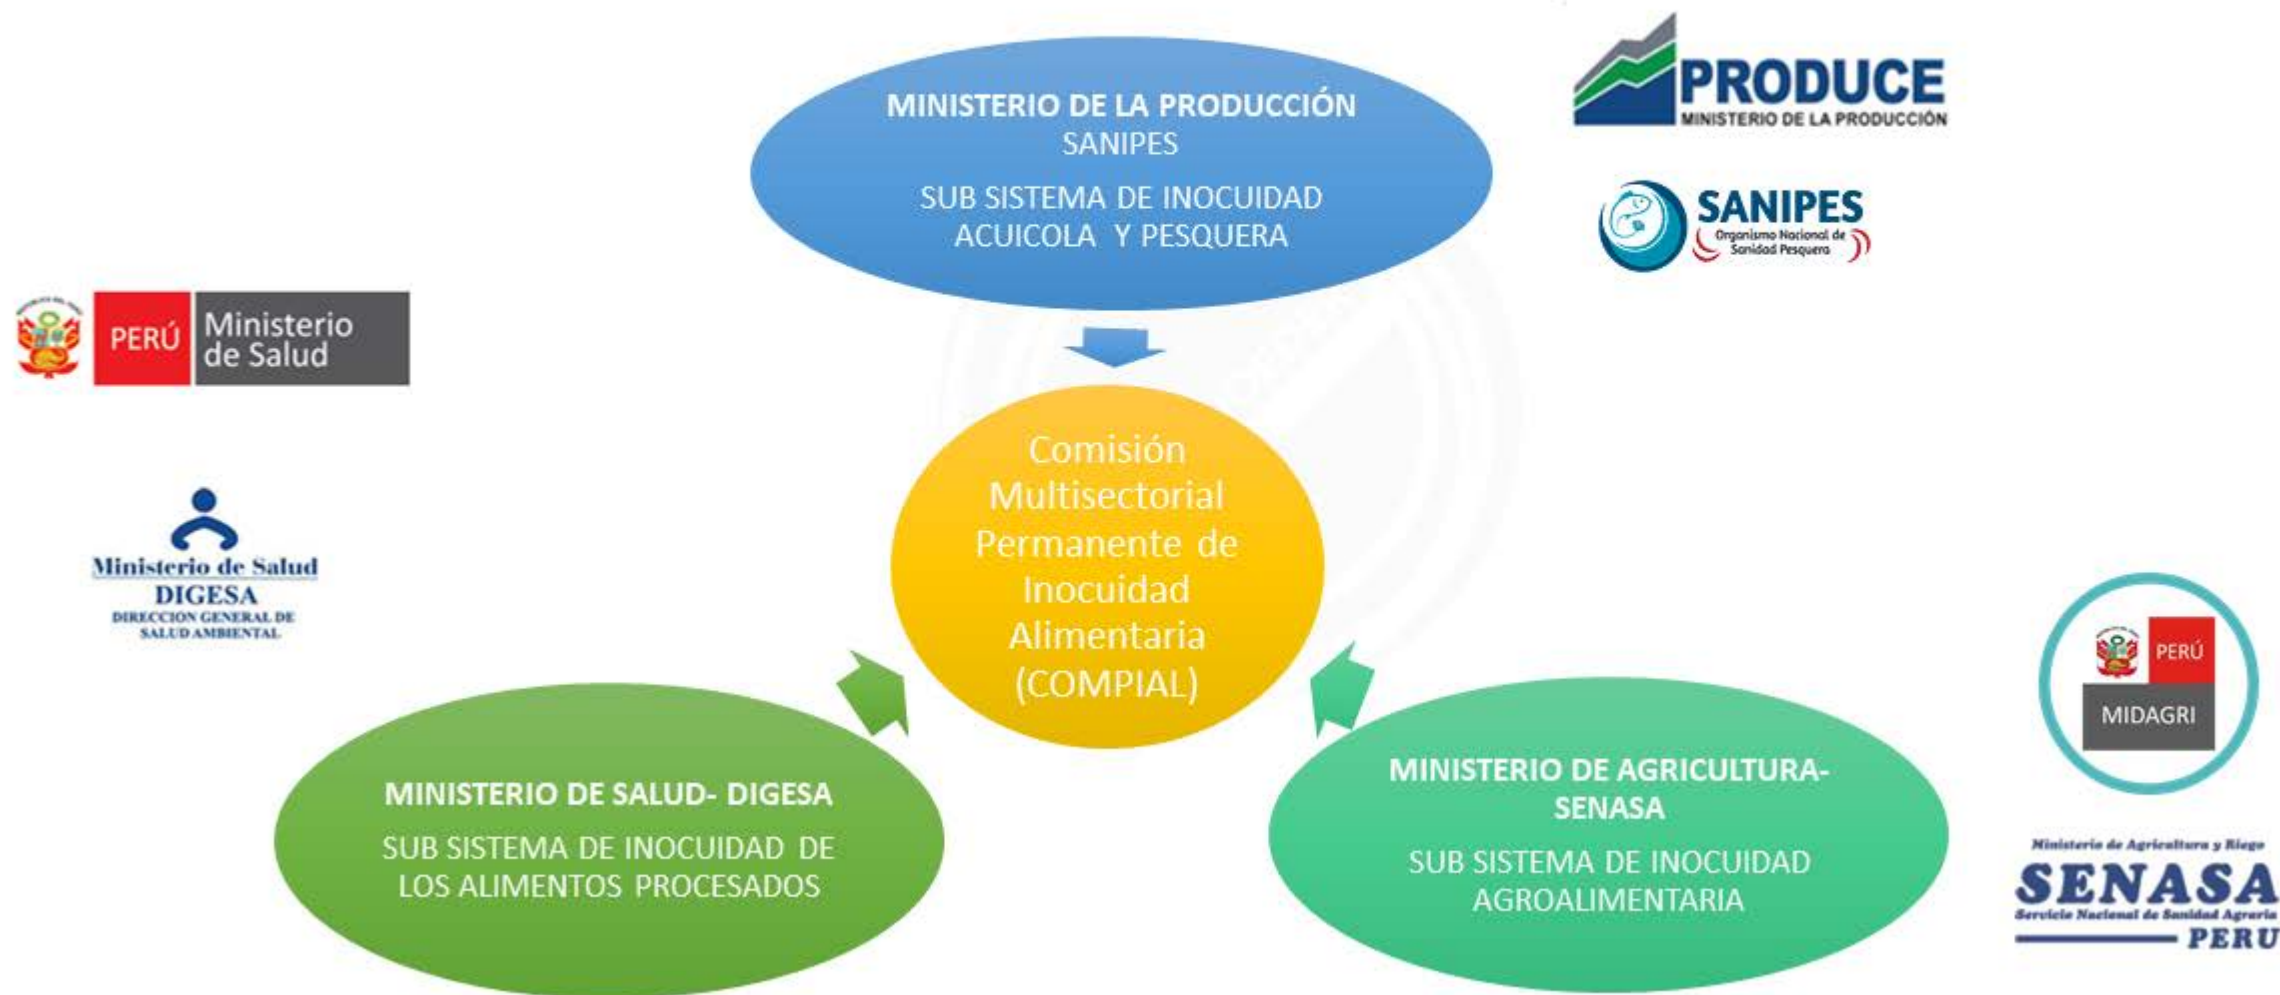 MINISTERIO DE LA PRODUCCIÓN
SANIPES
SUB SISTEMA DE INOCUIDAD
ACUICOLA Y PESQUERA
PRODUCE
MINISTERIO DE LA PRODUCCIÓN
SANIPES
Organismo Nacional de
Sanidad Pesquera
PERÚ
Ministerio
de Salud
Comisión
Multisectorial
Permanente de
Inocuidad
Alimentaria
(COMPIAL)
Ministerio de Salud
DIGESA
DIRECCION GENERAL DE
SALUD AMBIENTAL
MINISTERIO DE SALUD- DIGESA
SUB SISTEMA DE INOCUIDAD DE
LOS ALIMENTOS PROCESADOS
MINISTERIO DE AGRICULTURA-
SENASA
SUB SISTEMA DE INOCUIDAD
AGROALIMENTARIA
PERÚ
MIDAGRI
Ministerio de Agricultura y Riego
SENASA
Servicio Nacional de Sanidad Agraria
PERU